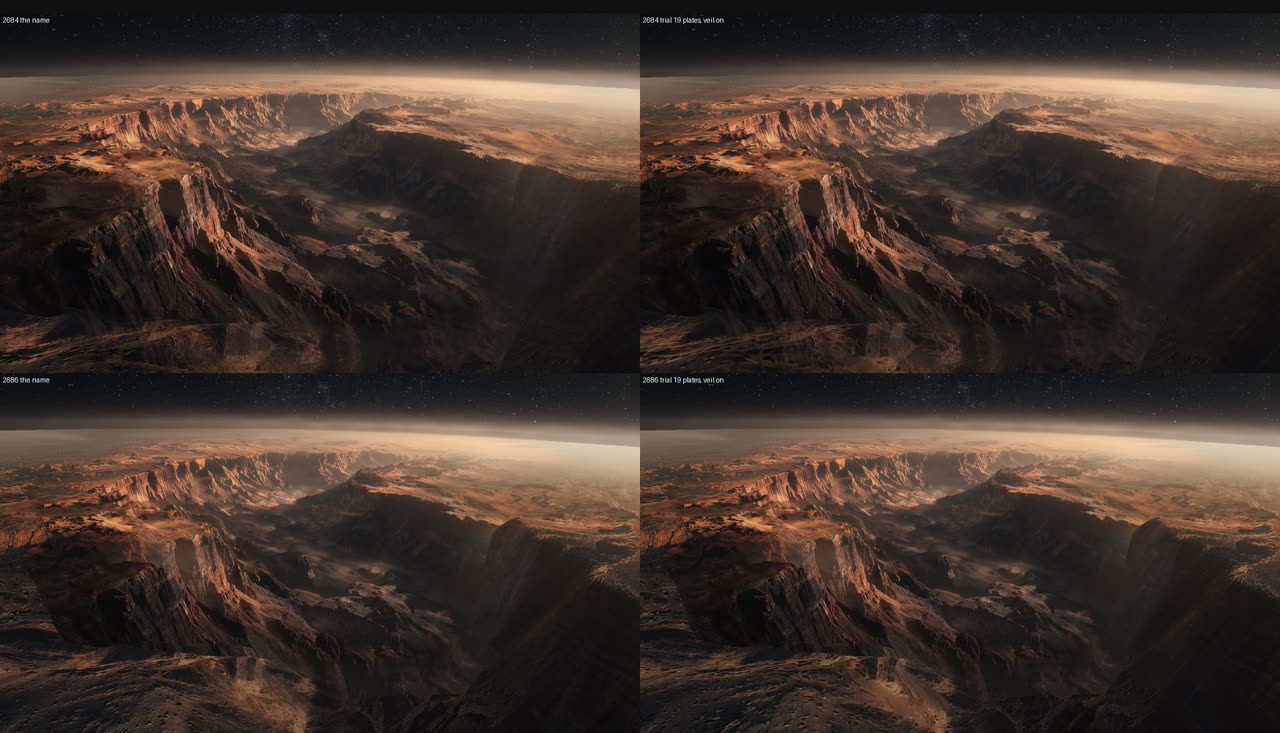 2684 the name
2684 trial 19 plates, veil on
2686 the name
2686 trial 19 plates, veil on